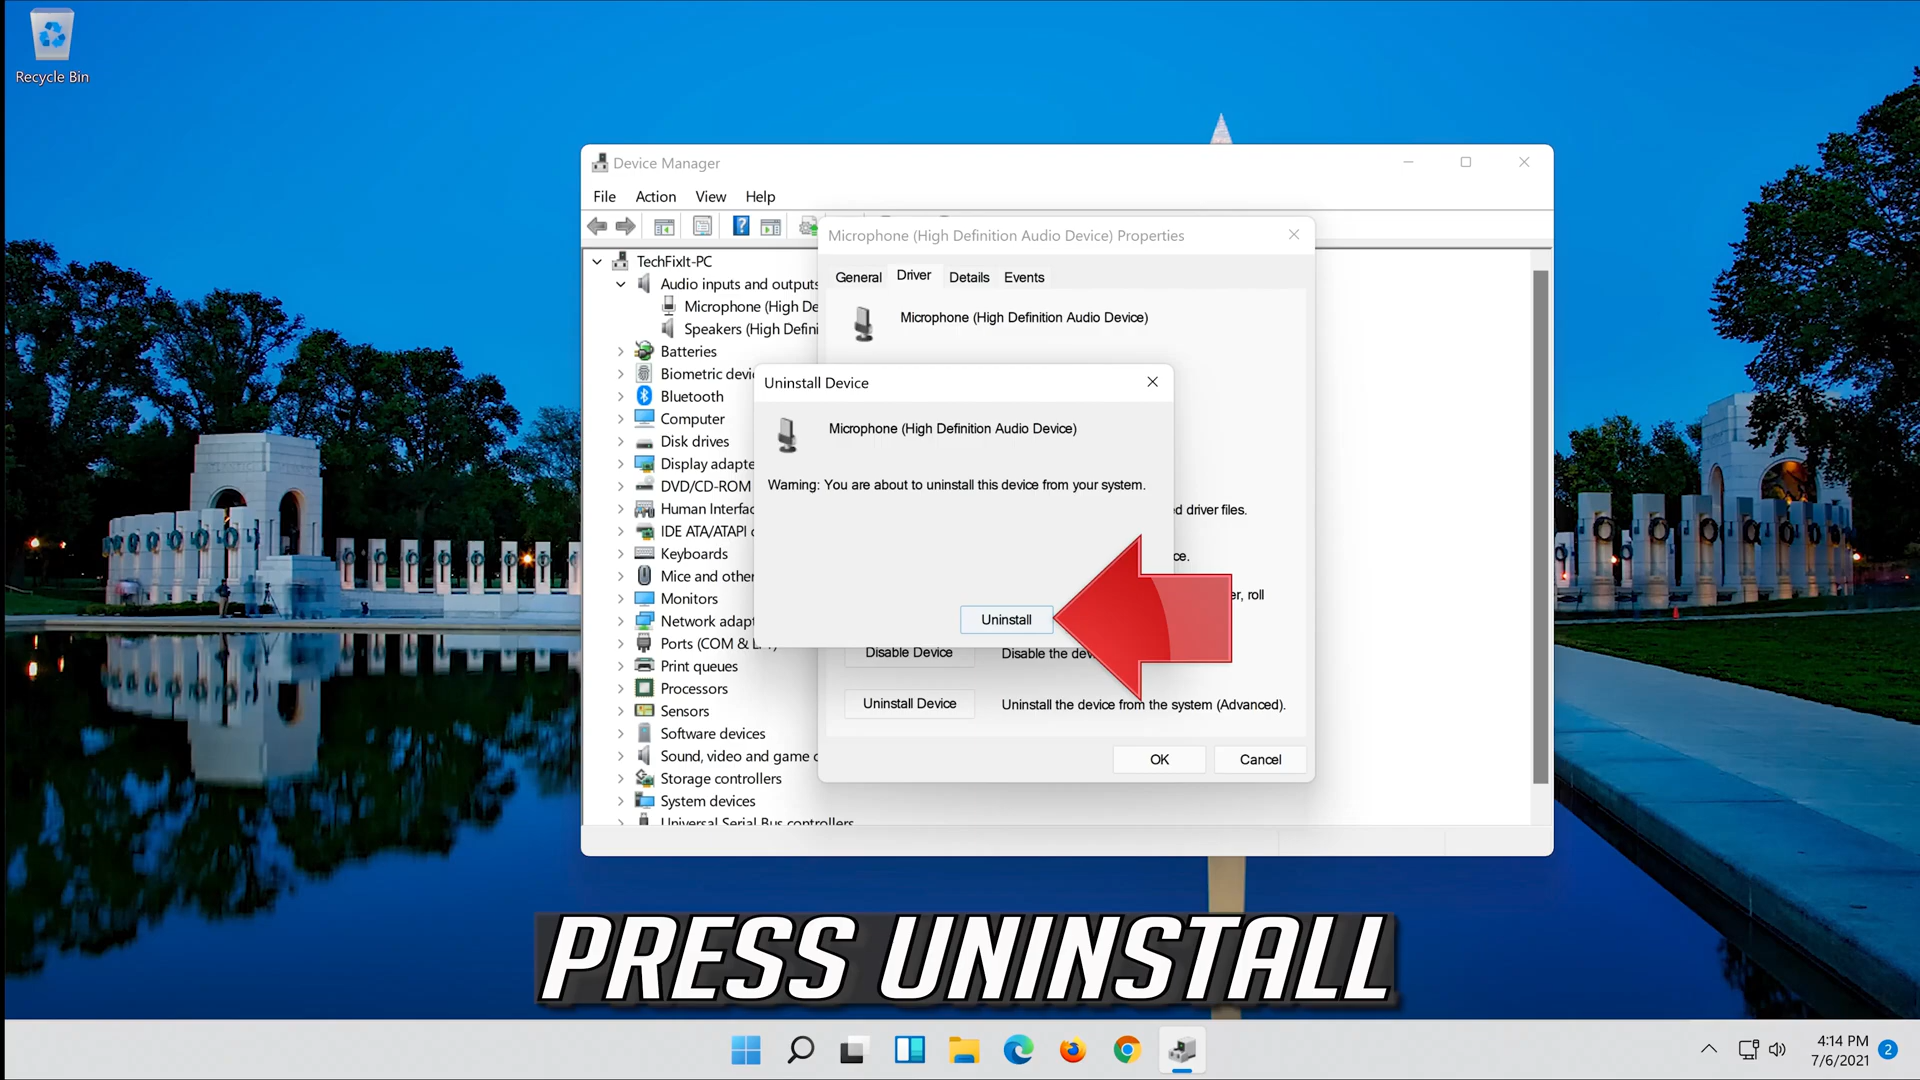 Recycle Bin
Device Manager
File Action View Help
Microphone (High Definition Audio Device) Properties
General Driver Details Events
Microphone (High Definition Audio Device)
TechFixIt-PC
Audio inputs and outputs
Microphone (High De
Speakers (High Defini
Batteries
Biometric devi
Bluetooth
Computer
Disk drives
Display adapte
DVD/CD-ROM
Human Interfac
IDE ATA/ATAPI c
Keyboards
Mice and other
Monitors
Network adapt
Ports (COM & L
Print queues
Processors
Sensors
Software devices
Sound, video and game c
Storage controllers
System devices
Universal Serial Bus controllers
Uninstall Device
Microphone (High Definition Audio Device)
Warning: You are about to uninstall this device from your system.
Uninstall
d driver files.
ce.
er, roll
Disable Device Disable the dev
Uninstall Device Uninstall the device from the system (Advanced).
OK Cancel
PRESS UNINSTALL
4:14 PM
7/6/2021 2